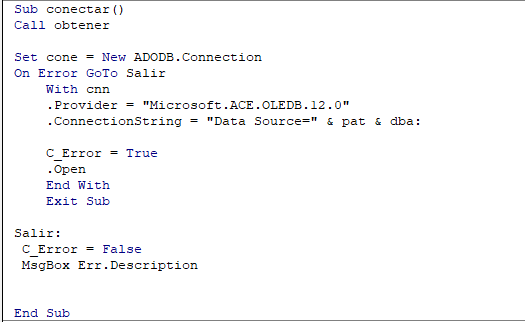 Sub conectar()
Call obtener
Set cone = New ADODB.Connection
On Error GoTo Salir
With cnn
.Provider = "Microsoft.ACE.OLEDB.12.0"
.ConnectionString = "Data Source=" & pat & dba:
C_Error = True
.Open
End With
Exit Sub
Salir:
C_Error = False
MsgBox Err.Description
End Sub